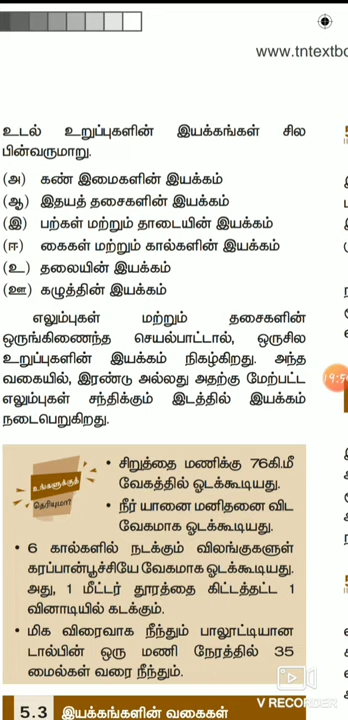 www.tntextbo
உடல் உறுப்புகளின் இயக்கங்கள் சில
பின்வருமாறு.
(அ) கண் இமைகளின் இயக்கம்
(ஆ) இதயத் தசைகளின் இயக்கம்
(இ) பற்கள் மற்றும் தாடையின் இயக்கம்
(ஈ) கைகள் மற்றும் கால்களின் இயக்கம்
(உ) தலையின் இயக்கம்
(ஊ) கழுத்தின் இயக்கம்
எலும்புகள் மற்றும் தசைகளின்
ஒருங்கிணைந்த செயல்பாட்டால், ஒருசில
உறுப்புகளின் இயக்கம் நிகழ்கிறது. அந்த
வகையில், இரண்டு அல்லது அதற்கு மேற்பட்ட
எலும்புகள் சந்திக்கும் இடத்தில் இயக்கம்
நடைபெறுகிறது.
உங்களுக்குத்
தெரியுமா?
• சிறுத்தை மணிக்கு 76கி.மீ
வேகத்தில் ஓடக்கூடியது.
• நீர் யானை மனிதனை விட
வேகமாக ஓடக்கூடியது.
• 6 கால்களில் நடக்கும் விலங்குகளுள்
கரப்பான்பூச்சியே வேகமாக ஓடக்கூடியது.
அது, 1 மீட்டர் தூரத்தை கிட்டத்தட்ட 1
வினாடியில் கடக்கும்.
• மிக விரைவாக நீந்தும் பாலூட்டியான
டால்பின் ஒரு மணி நேரத்தில் 35
மைல்கள் வரை நீந்தும்.
5.3 இயக்கங்களின் வகைகள்
V RECORDER